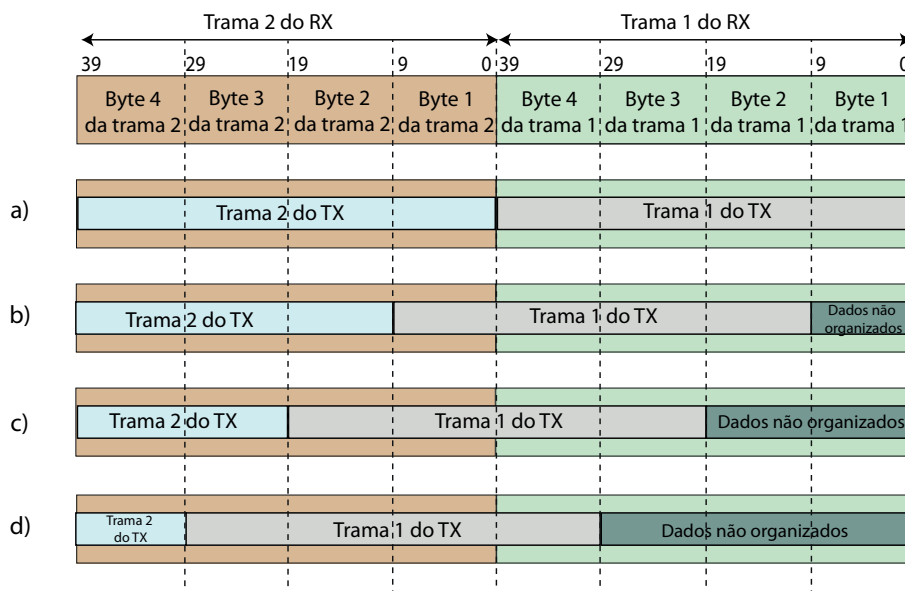 Trama 2 do RX Trama 1 do RX
39 29 19 9 0 39 29 19 9 0
Byte 4 Byte 3 Byte 2 Byte 1 Byte 4 Byte 3 Byte 2 Byte 1
da trama 2 da trama 2 da trama 2 da trama 2 da trama 1 da trama 1 da trama 1 da trama 1
a) Trama 2 do TX Trama 1 do TX
b) Trama 2 do TX Trama 1 do TX Dados não
organizados
c) Trama 2 do TX Trama 1 do TX Dados não organizados
d) Trama 2
do TX Trama 1 do TX Dados não organizados